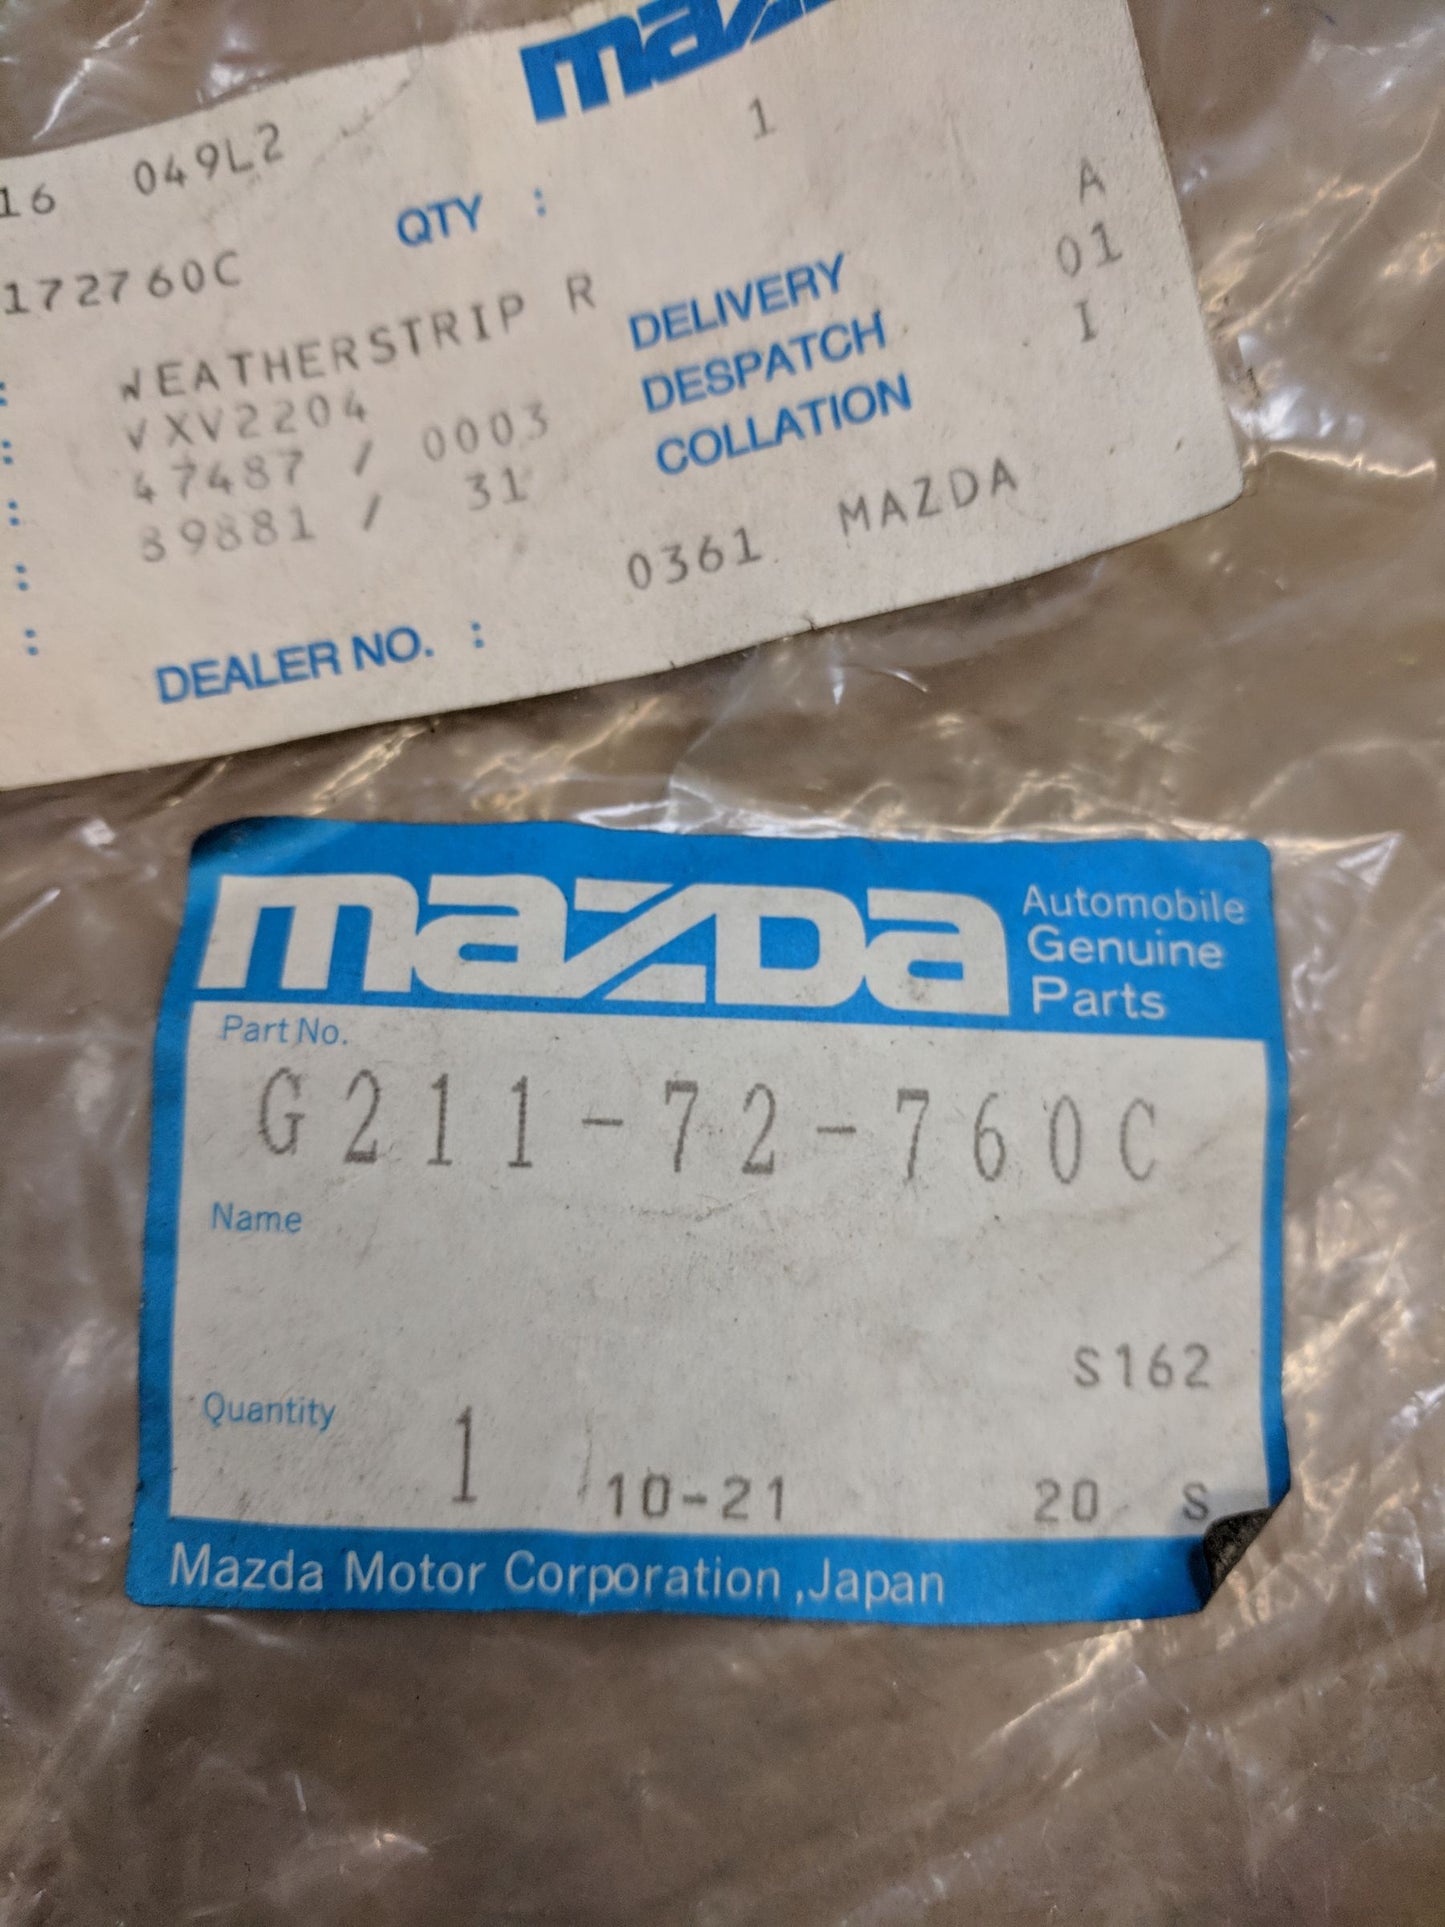 mazda
16 049L2
QTY : 1
172760C
: WEATHERSTRIP R
: VXV2204
: 47487 / 0003
: 89881 / 31
:
DELIVERY A
DESPATCH 01
COLLATION I
DEALER NO. : 0361 MAZDA
mazda Automobile
Genuine
Parts
Part No.
G211-72-760C
Name
S162
Quantity 1 10-21 20 S
Mazda Motor Corporation ,Japan